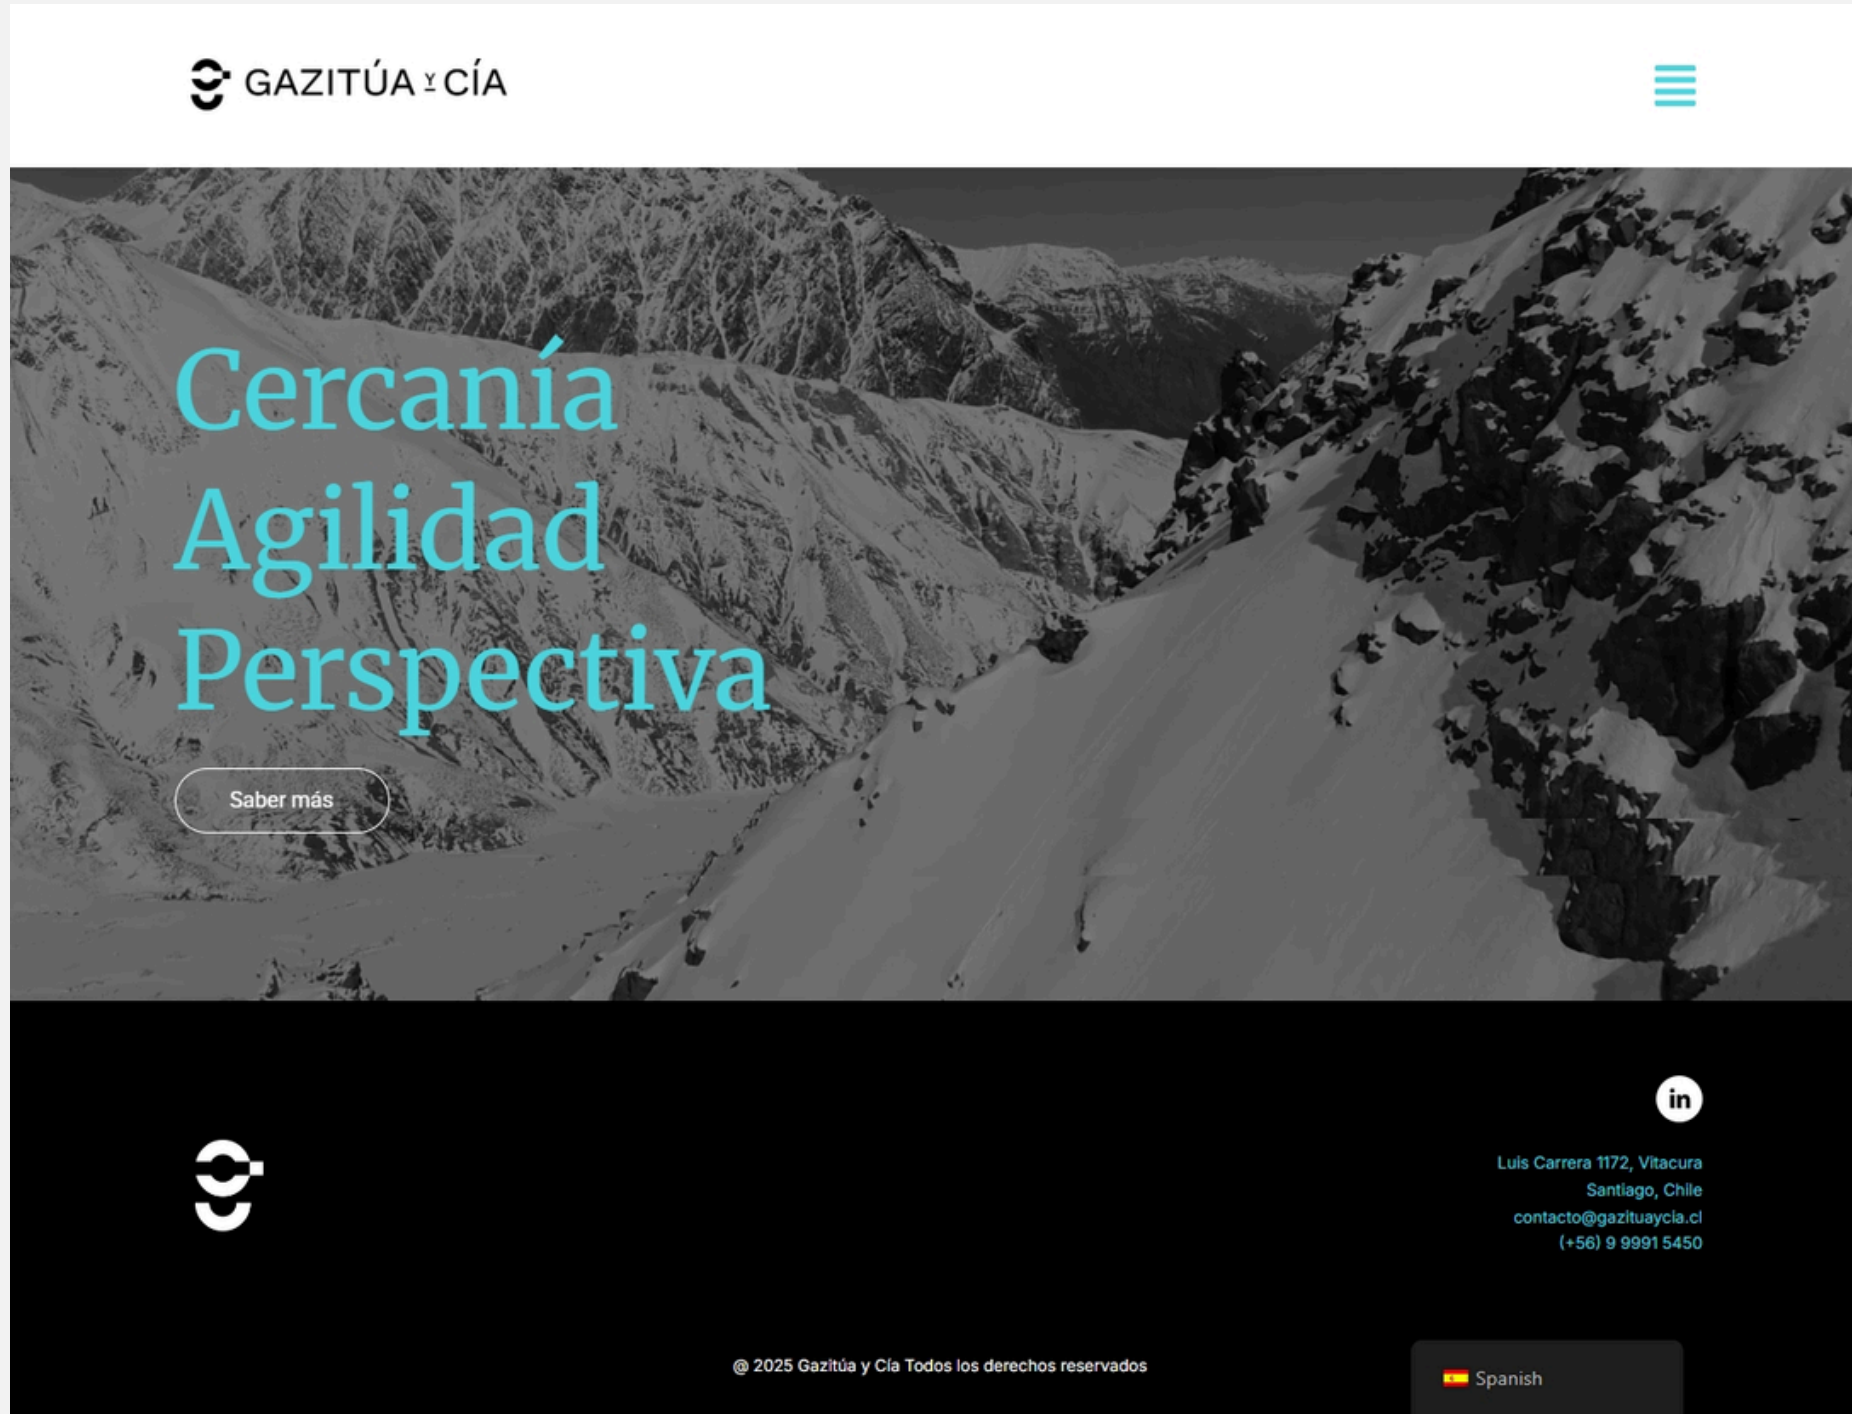 GAZITÚA Y CÍA
Cercanía
Agilidad
Perspectiva
Saber más
in
Luis Carrera 1172, Vitacura
Santiago, Chile
contacto@gazituaycia.cl
(+56) 9 9991 5450
@ 2025 Gazitúa y Cía Todos los derechos reservados
Spanish